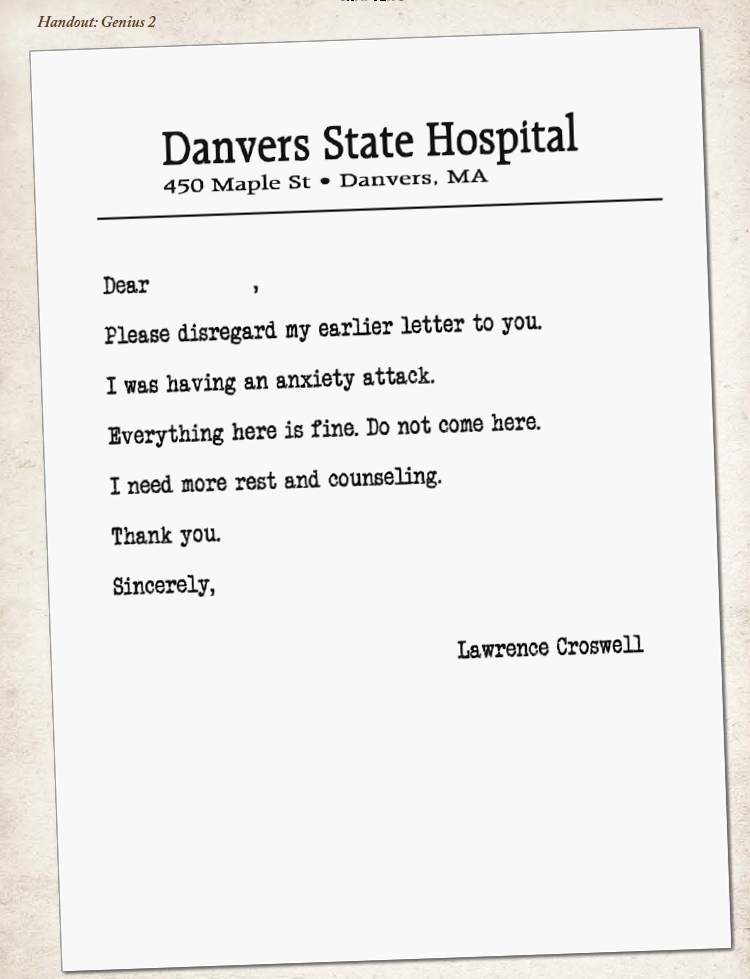 Handout: Genius 2
Danvers State Hospital
450 Maple St • Danvers, MA
Dear ,
Please disregard my earlier letter to you.
I was having an anxiety attack.
Everything here is fine. Do not come here.
I need more rest and counseling.
Thank you.
Sincerely,
Lawrence Croswell